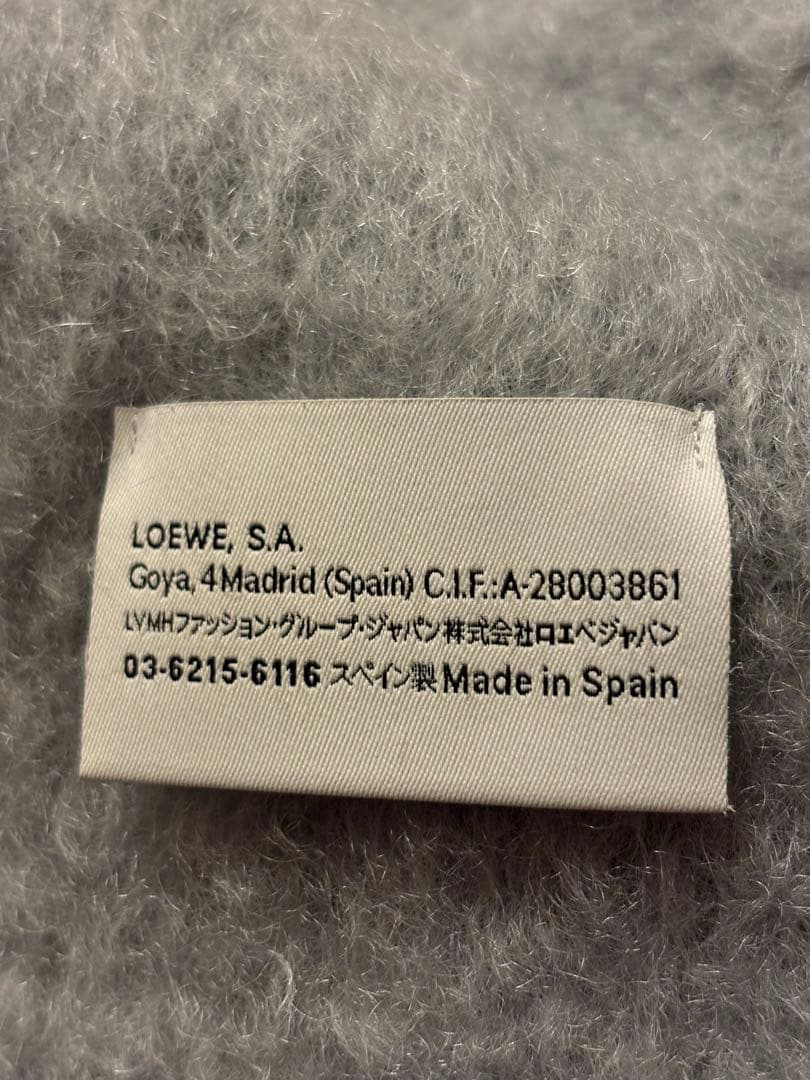 LOEWE, S.A.
Goya, 4 Madrid (Spain) C.I.F.:A-28003861
LVMHファッション・グループ・ジャパン株式会社ロエベジャパン
03-6215-6116 スペイン製 Made in Spain